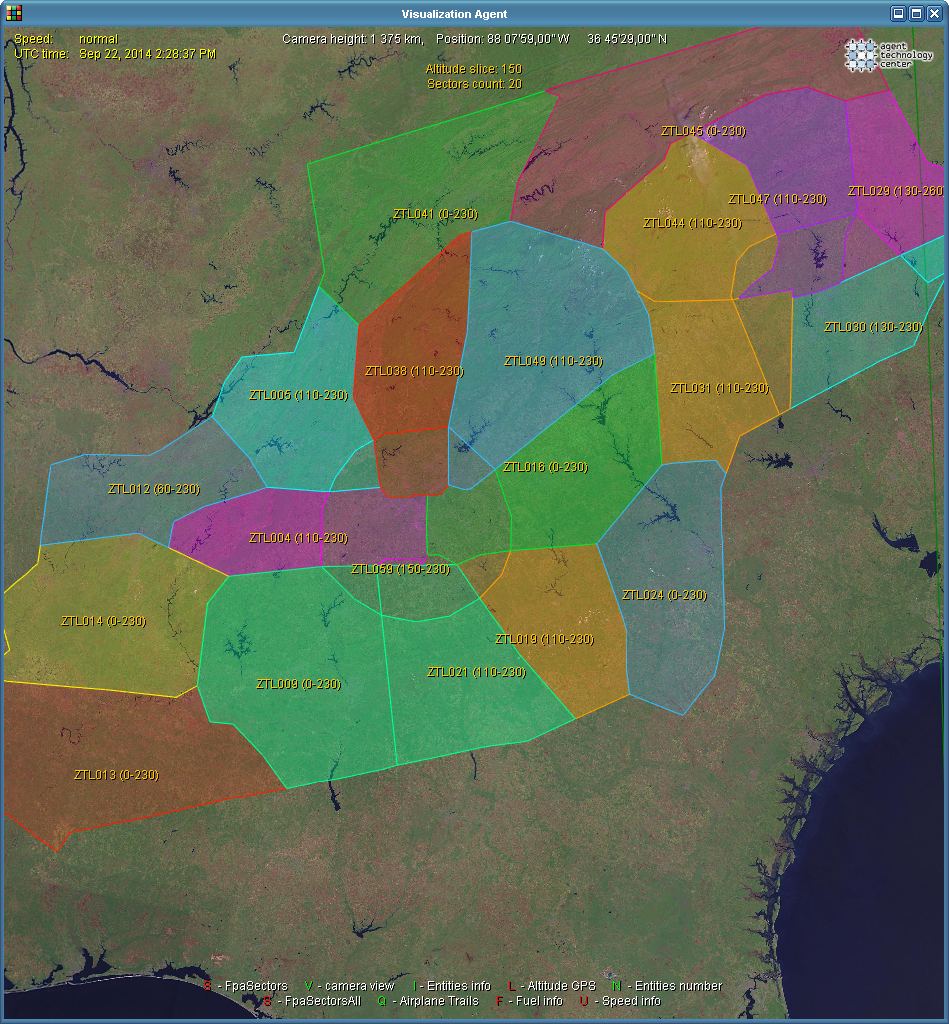 Visualization Agent
Speed: normal
Camera height: 1 375 km, Position: 88 07'59,00" W 36 45'29,00" N
UTC time: Sep 22, 2014 2:28:37 PM
agent
technology
center
Altitude slice: 150
Sectors count: 20
ZTL045 (0-230)
ZTL029 (130-260
ZTL047 (110-230)
ZTL041 (0-230)
ZTL044 (110-230)
ZTL030 (130-230)
ZTL049 (110-230)
ZTL038 (110-230)
ZTL031 (110-230)
ZTL005 (110-230)
ZTL016 (0-230)
ZTL012 (60-230)
ZTL004 (110-230)
ZTL059 (150-230)
ZTL024 (0-230)
ZTL014 (0-230)
ZTL019 (110-230)
ZTL021 (110-230)
ZTL009 (0-230)
ZTL013 (0-230)
S - FpaSectors V - camera view I - Entities info L - Altitude GPS N - Entities number
S - FpaSectorsAll Q - Airplane Trails F - Fuel info U - Speed info